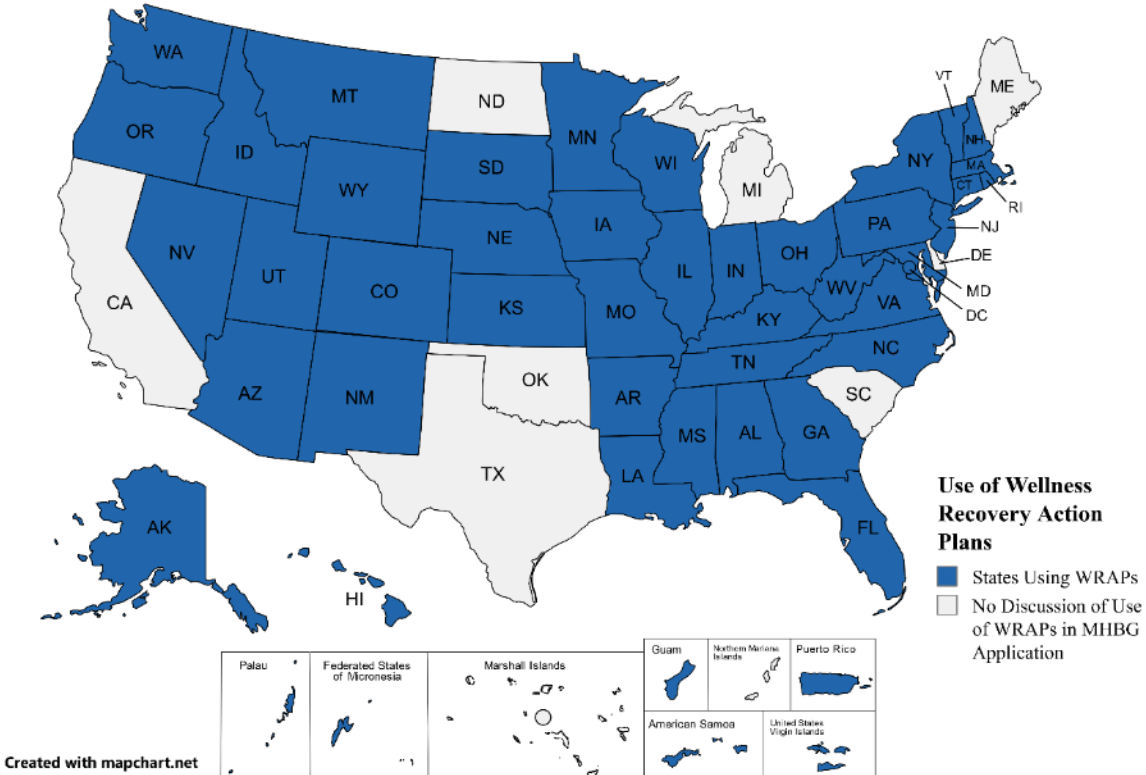 WA
MT
ND
MN
VT
ME
OR
ID
SD
WI
NY
NH
MA
WY
MI
CT
RI
IA
PA
NJ
NV
NE
OH
DE
UT
IL
IN
CA
CO
WV
MD
KS
MO
VA
DC
KY
NC
TN
OK
AZ
NM
AR
SC
MS
AL
GA
TX
LA
AK
FL
HI
Use of Wellness
Recovery Action
Plans
States Using WRAPs
No Discussion of Use
of WRAPs in MHBG
Application
Palau
Federated States
of Micronesia
Marshall Islands
Guam
Northern Mariana
Islands
Puerto Rico
American Samoa
United States
Virgin Islands
Created with mapchart.net